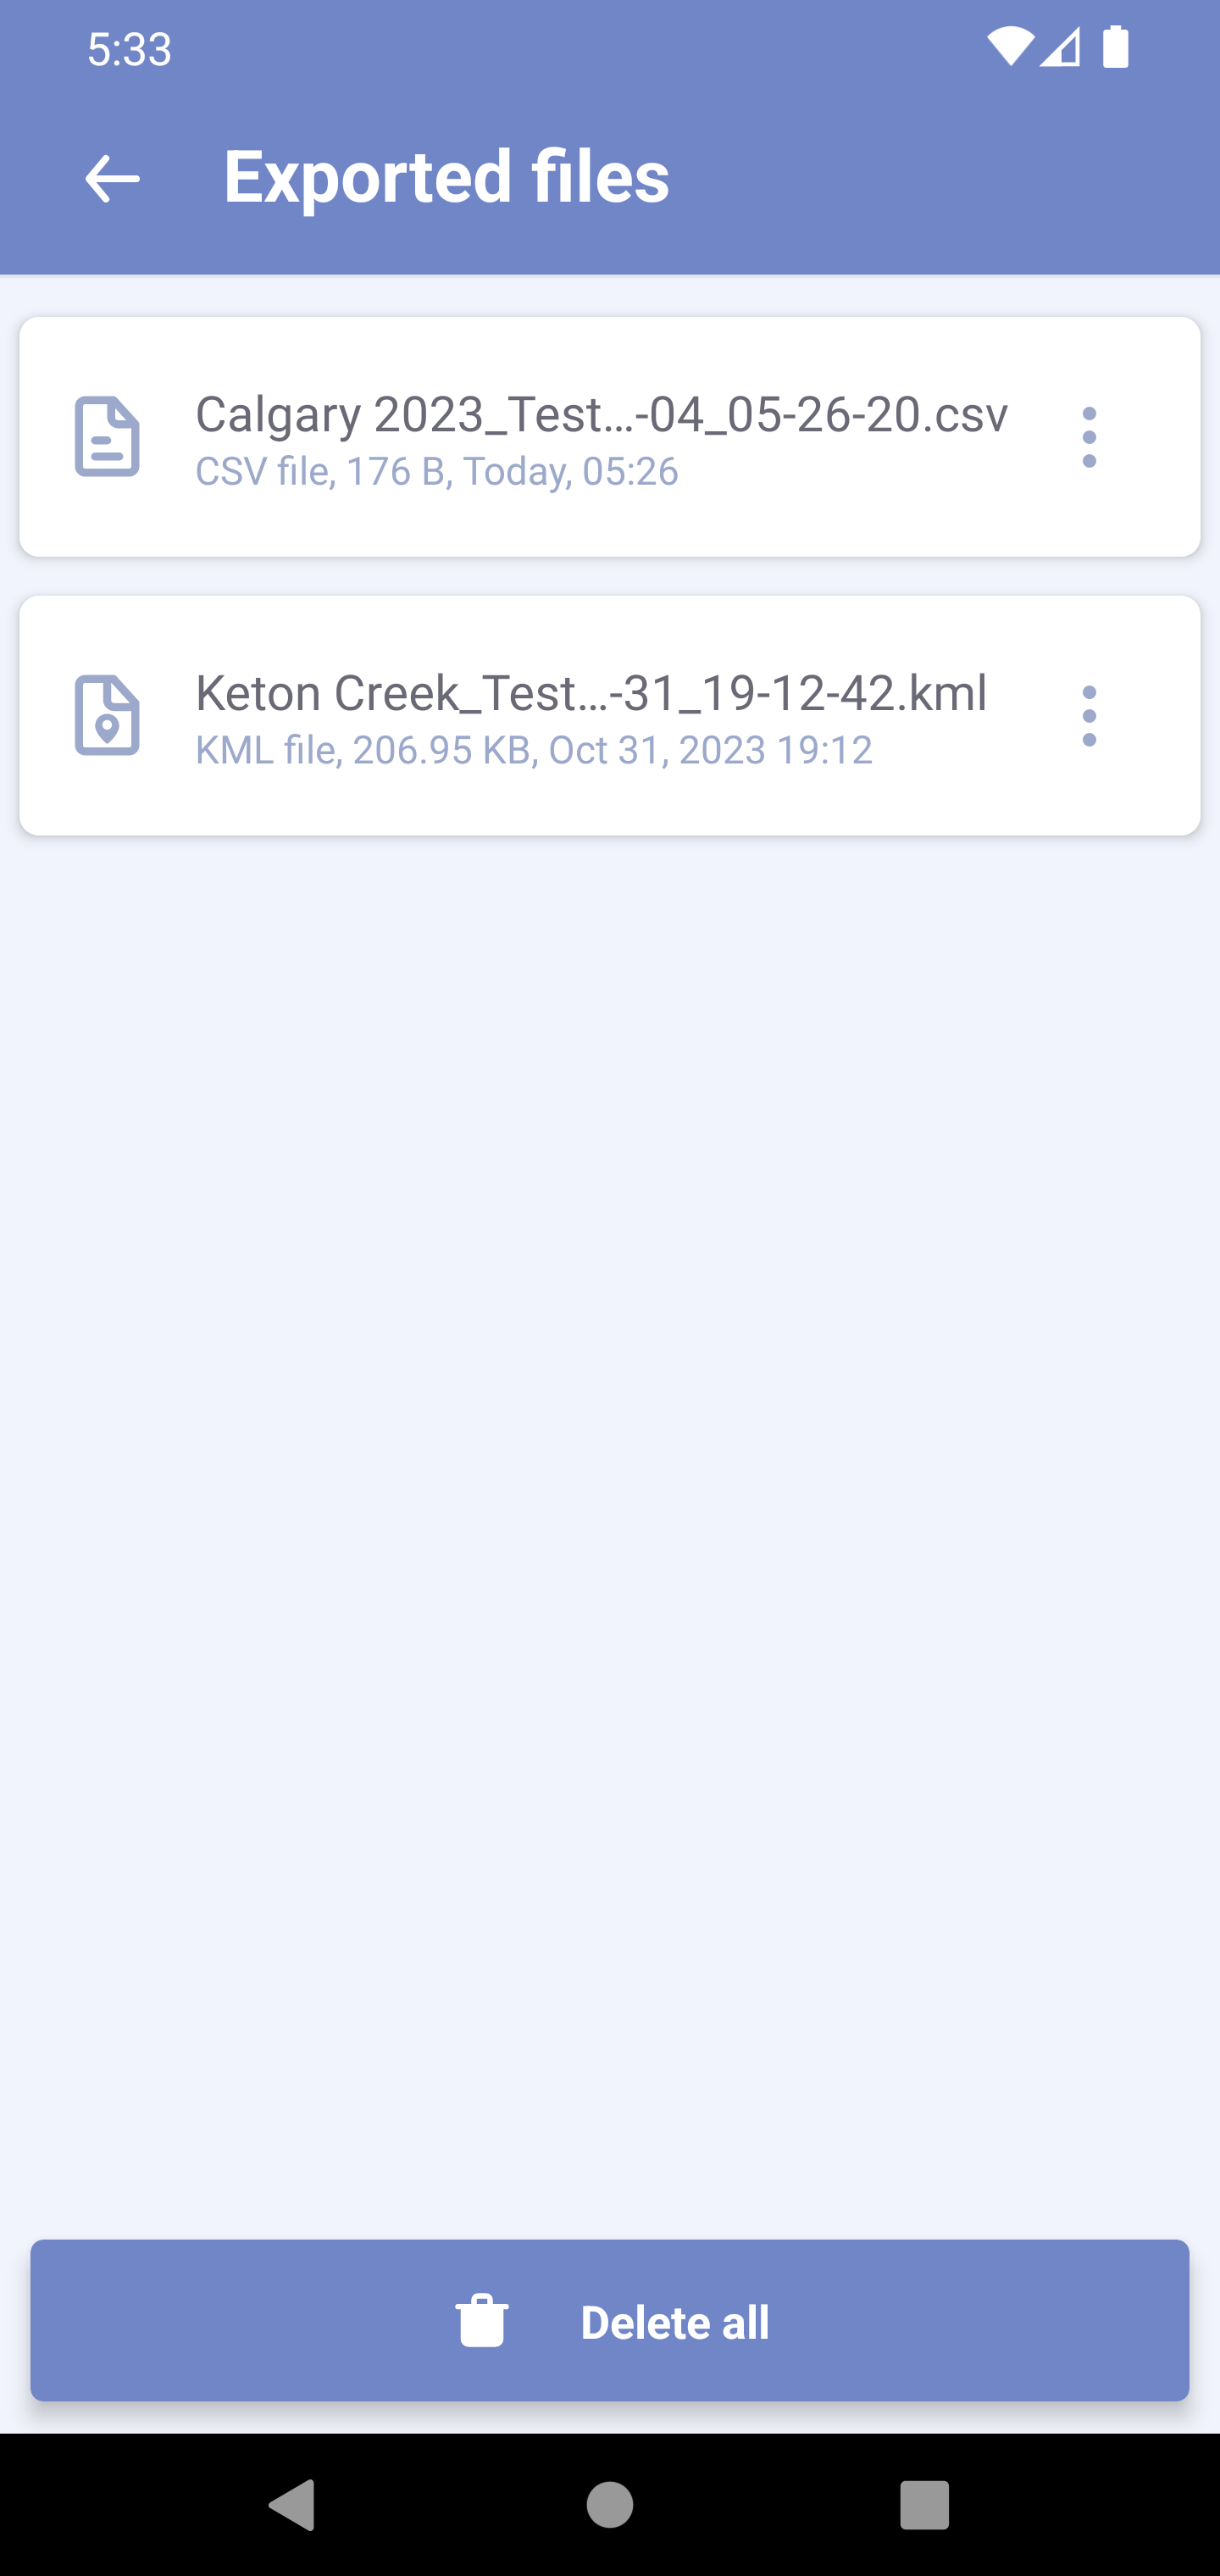 5:33
Exported files
Calgary 2023_Test...-04_05-26-20.csv
CSV file, 176 B, Today, 05:26
Keton Creek_Test...-31_19-12-42.kml
KML file, 206.95 KB, Oct 31, 2023 19:12
Delete all